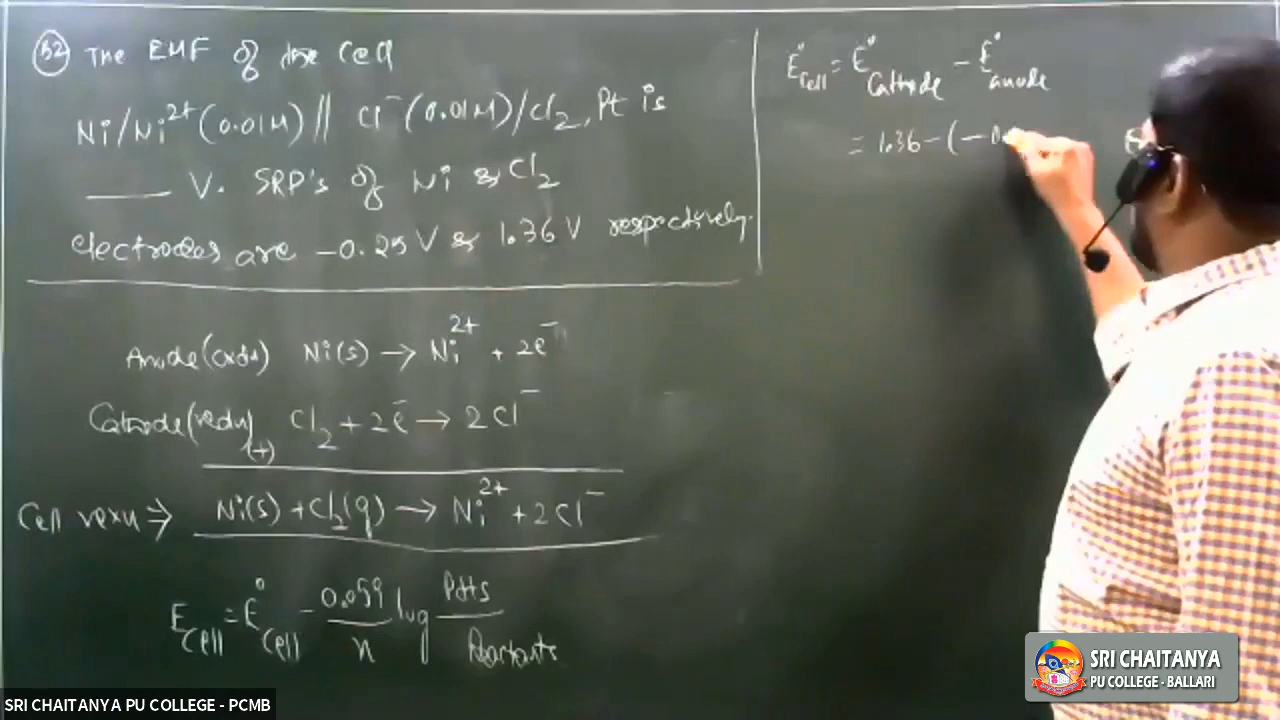 32 The EMF of the cell
Ni/Ni²⁺(0.01M)// Cl⁻(0.01M)/Cl₂, Pt is
____ V. SRP's of Ni & Cl₂
electrodes are -0.25 V & 1.36 V respectively.
Anode(oxdn) Ni(s) → Ni²⁺ + 2e⁻
Cathode(redn) Cl₂ + 2e⁻ → 2Cl⁻
(+)
Cell rexn ⇒ Ni(s) + Cl₂(g) → Ni²⁺ + 2Cl⁻
E cell = E° cell - 0.059/n log Pdts/Reactants
E° cell = E° Cathode - E° anode
= 1.36 - (-0.
SRI CHAITANYA
PU COLLEGE - BALLARI
SRI CHAITANYA PU COLLEGE - PCMB